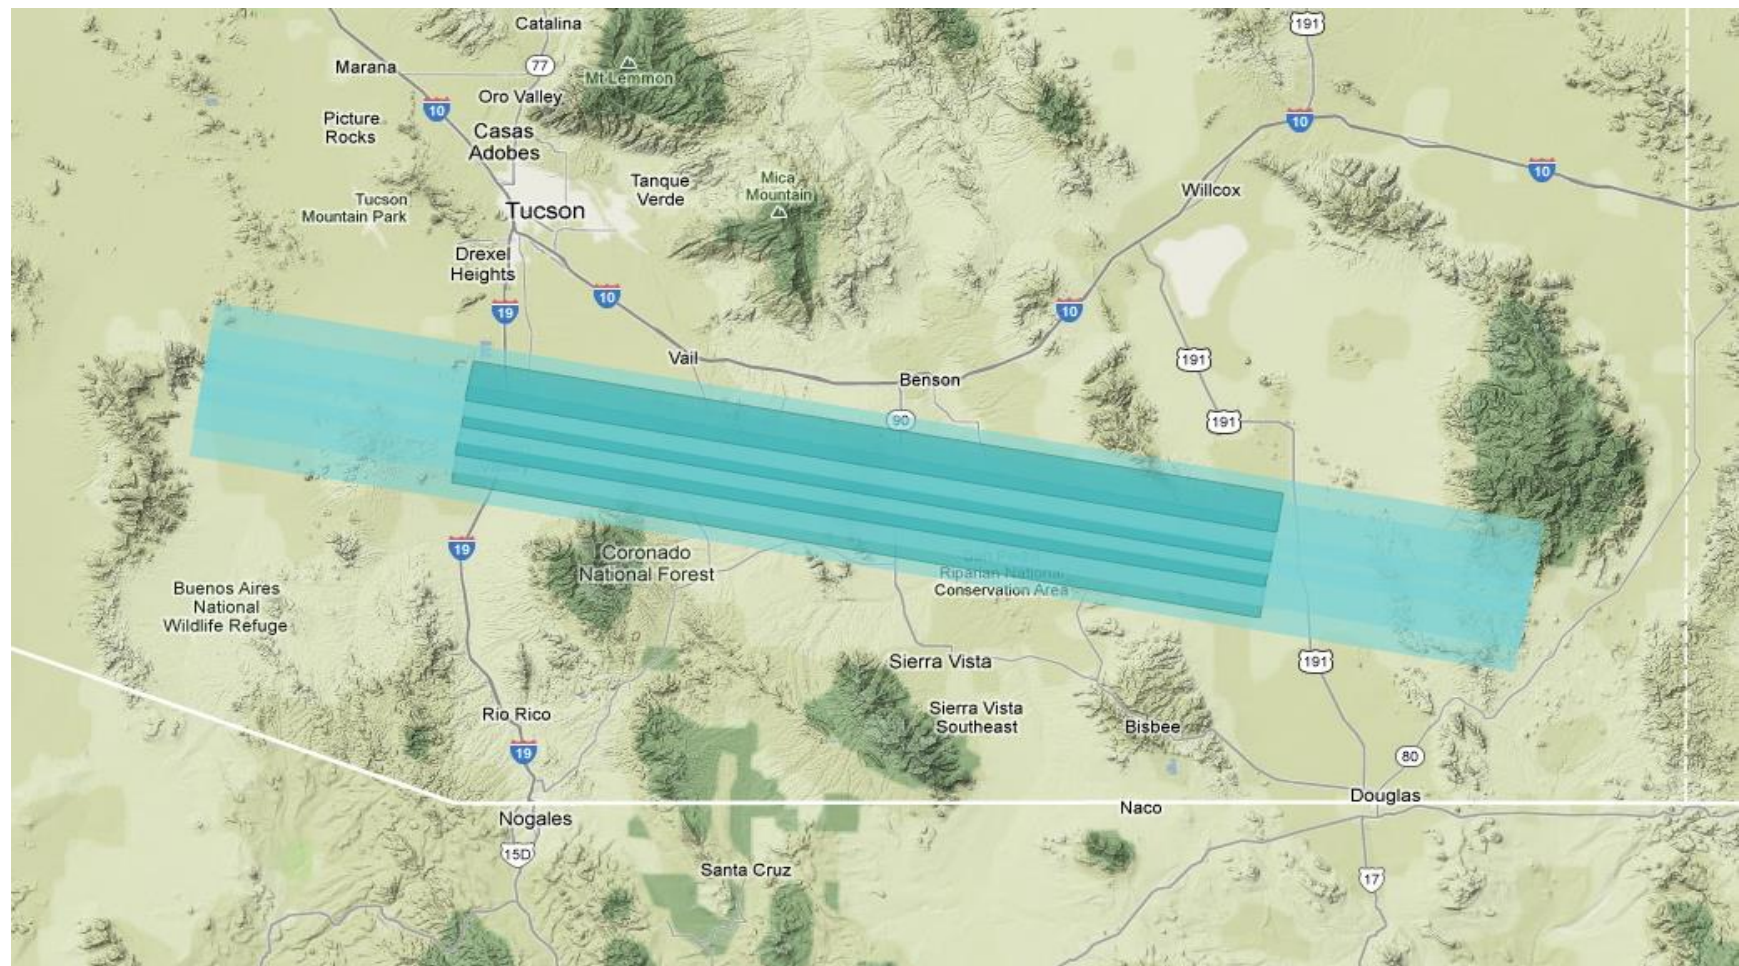 Catalina
191
Marana
77
Mt Lemmon
Oro Valley
10
Picture
Rocks
Casas
Adobes
10
10
Tanque
Verde
Mica
Mountain
Willcox
Tucson
Mountain Park
Tucson
Drexel
Heights
19
10
10
Vail
191
Benson
90
191
19
Coronado
National Forest
Riparian National
Conservation Area
Buenos Aires
National
Wildlife Refuge
Sierra Vista
191
Rio Rico
Sierra Vista
Southeast
Bisbee
19
80
Douglas
Naco
Nogales
15D
Santa Cruz
17